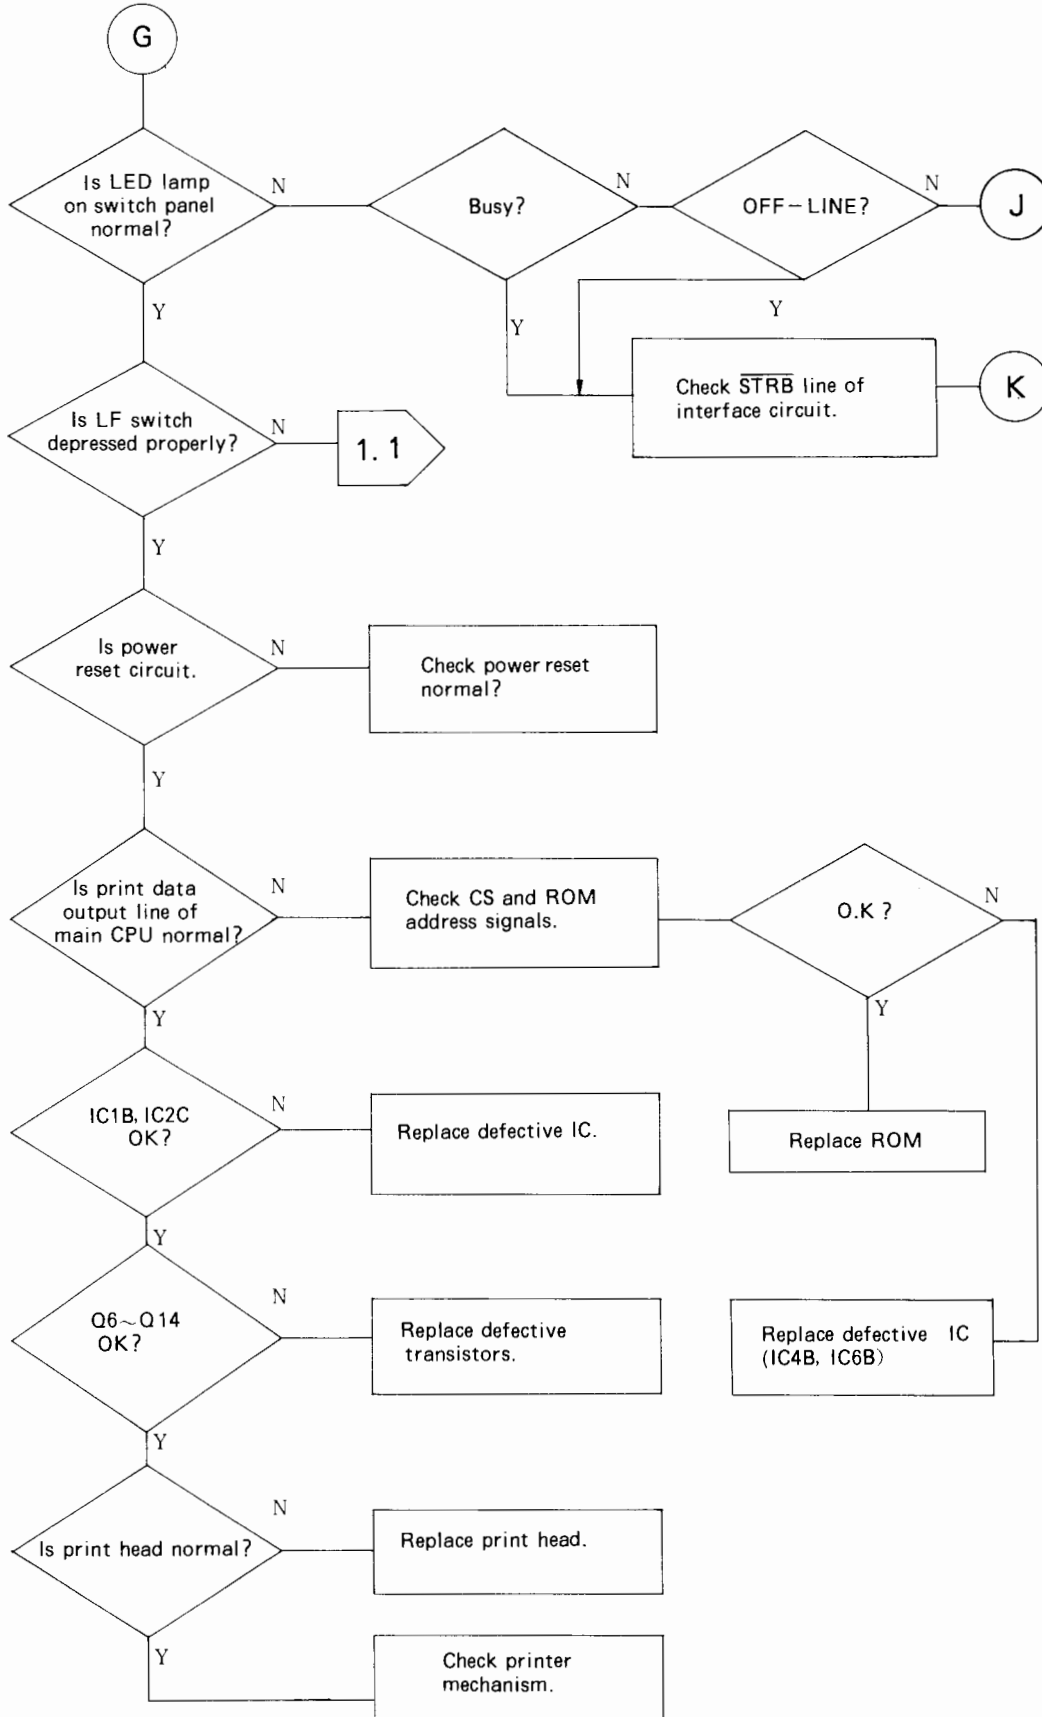 G
Is LED lamp
on switch panel
normal?
N
Busy?
N
OFF-LINE?
N
J
Y
Y
Y
Check STRB line of
interface circuit.
K
Is LF switch
depressed properly?
N
1.1
Y
Is power
reset circuit.
N
Check power reset
normal?
Y
Is print data
output line of
main CPU normal?
N
Check CS and ROM
address signals.
O.K ?
N
Y
Y
IC1B, IC2C
OK?
N
Replace defective IC.
Replace ROM
Y
Q6~Q14
OK?
N
Replace defective
transistors.
Replace defective IC
(IC4B, IC6B)
Y
Is print head normal?
N
Replace print head.
Y
Check printer
mechanism.